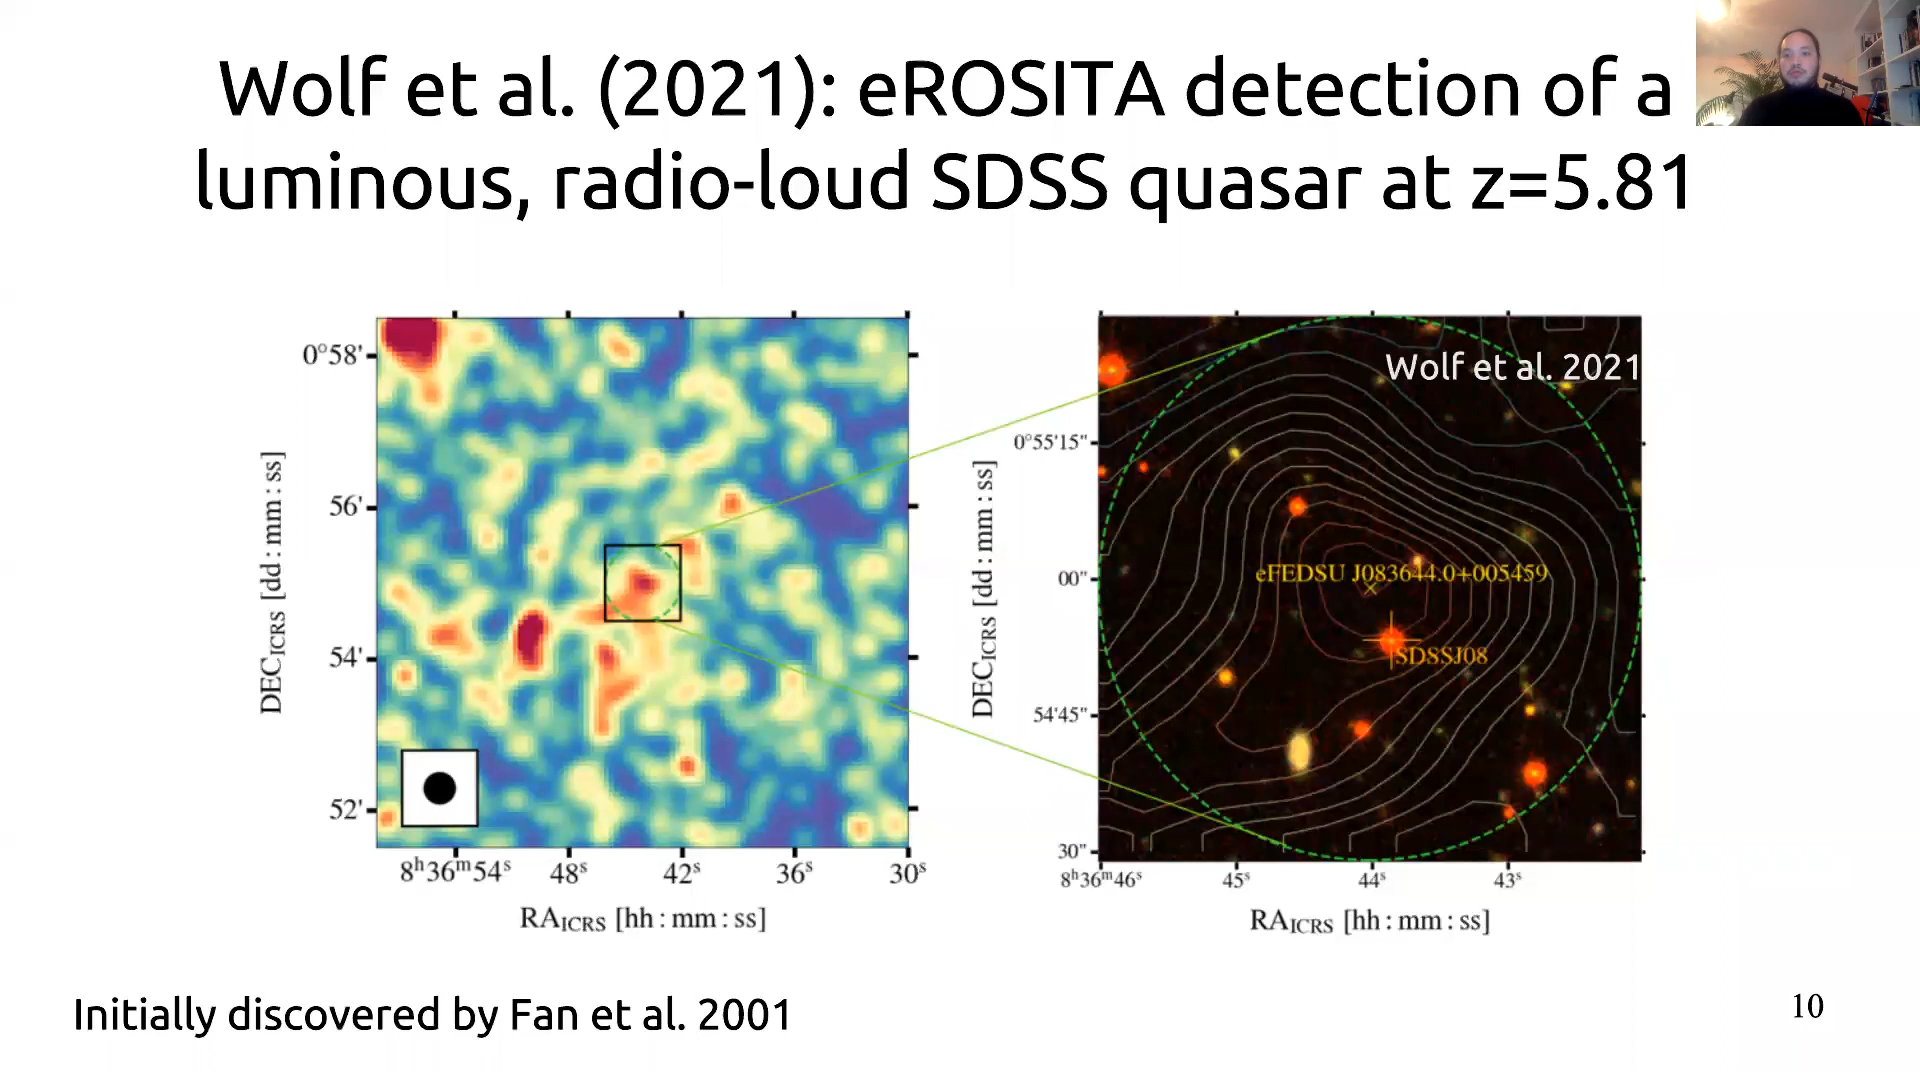 Wolf et al. (2021): eROSITA detection of a
luminous, radio-loud SDSS quasar at z=5.81
0°58'
56'
54'
52'
DEC_ICRS [dd : mm : ss]
8ʰ36ᵐ54ˢ 48ˢ 42ˢ 36ˢ 30ˢ
RA_ICRS [hh : mm : ss]
Wolf et al. 2021
0°55'15"
00"
54'45"
30"
DEC_ICRS [dd : mm : ss]
eFEDSU J083644.0+005459
SDSSJ08
8ʰ36ᵐ46ˢ 45ˢ 44ˢ 43ˢ
RA_ICRS [hh : mm : ss]
Initially discovered by Fan et al. 2001
10